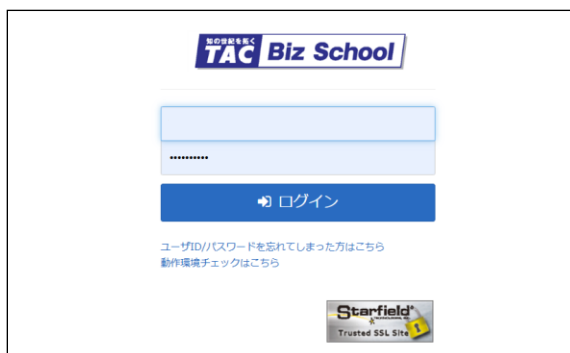 知の世紀を拓く
TAC Biz School
••••••••••
ログイン
ユーザID/パスワードを忘れてしまった方はこちら
動作環境チェックはこちら
Starfield
TECHNOLOGIES, INC.
Trusted SSL Site